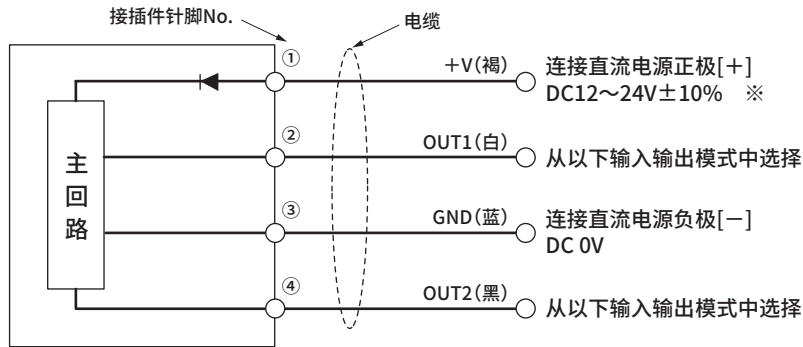 接插件针脚No.
电缆
①
+V(褐)
连接直流电源正极[+]
DC12～24V±10% ※
②
OUT1(白)
从以下输入输出模式中选择
主回路
③
GND(蓝)
连接直流电源负极[−]
DC 0V
④
OUT2(黑)
从以下输入输出模式中选择